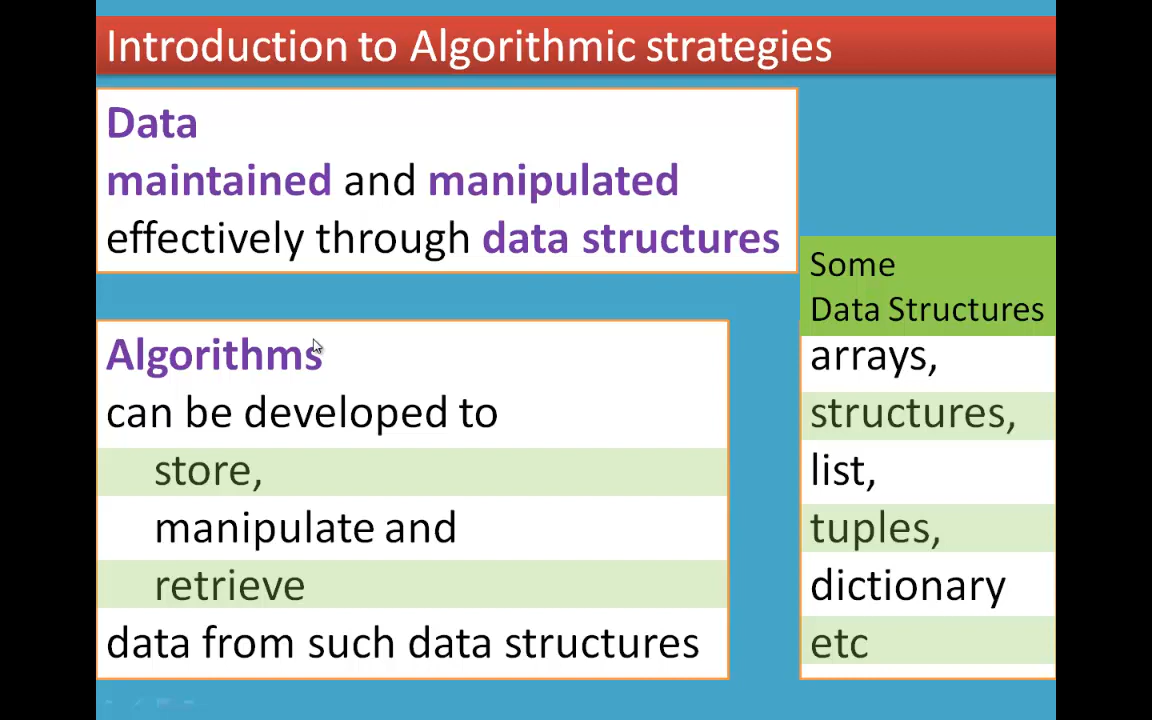 Introduction to Algorithmic strategies
Data
maintained and manipulated
effectively through data structures
Algorithms
can be developed to
store,
manipulate and
retrieve
data from such data structures
Some
Data Structures
arrays,
structures,
list,
tuples,
dictionary
etc